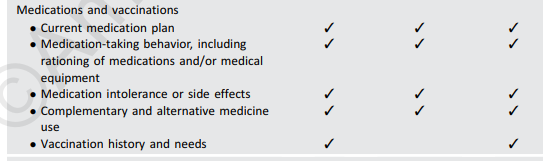 Medications and vaccinations
• Current medication plan ✓ ✓ ✓
• Medication-taking behavior, including ✓ ✓ ✓
rationing of medications and/or medical
equipment
• Medication intolerance or side effects ✓ ✓ ✓
• Complementary and alternative medicine ✓ ✓ ✓
use
• Vaccination history and needs ✓ ✓